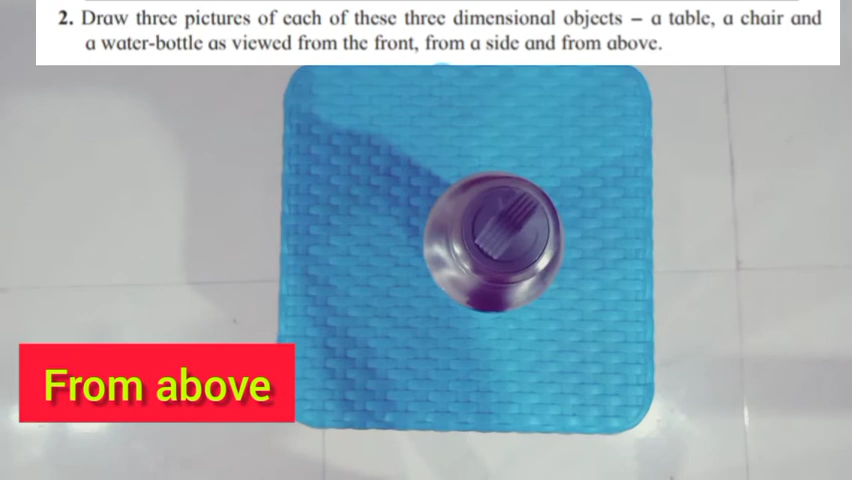 2. Draw three pictures of each of these three dimensional objects – a table, a chair and
a water-bottle as viewed from the front, from a side and from above.
From above